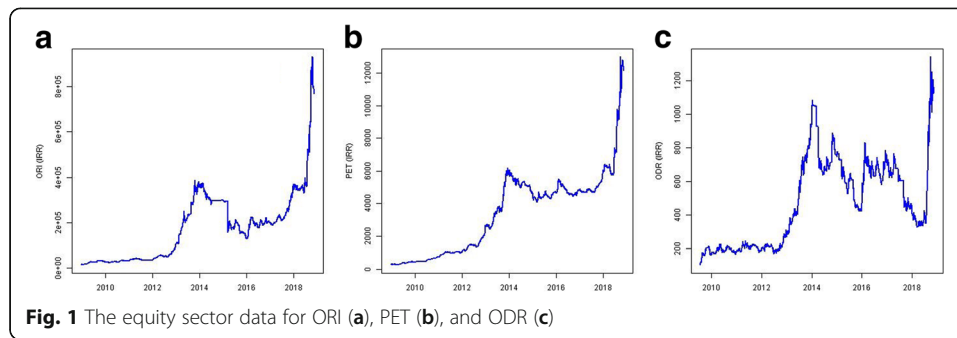 a
b
c
ORI (IRR)
0e+00
2e+05
4e+05
6e+05
8e+05
2010 2012 2014 2016 2018
PET (IRR)
0
2000
4000
6000
8000
10000
12000
2010 2012 2014 2016 2018
ODR (IRR)
200
400
600
800
1000
1200
2010 2012 2014 2016 2018
Fig. 1 The equity sector data for ORI (a), PET (b), and ODR (c)